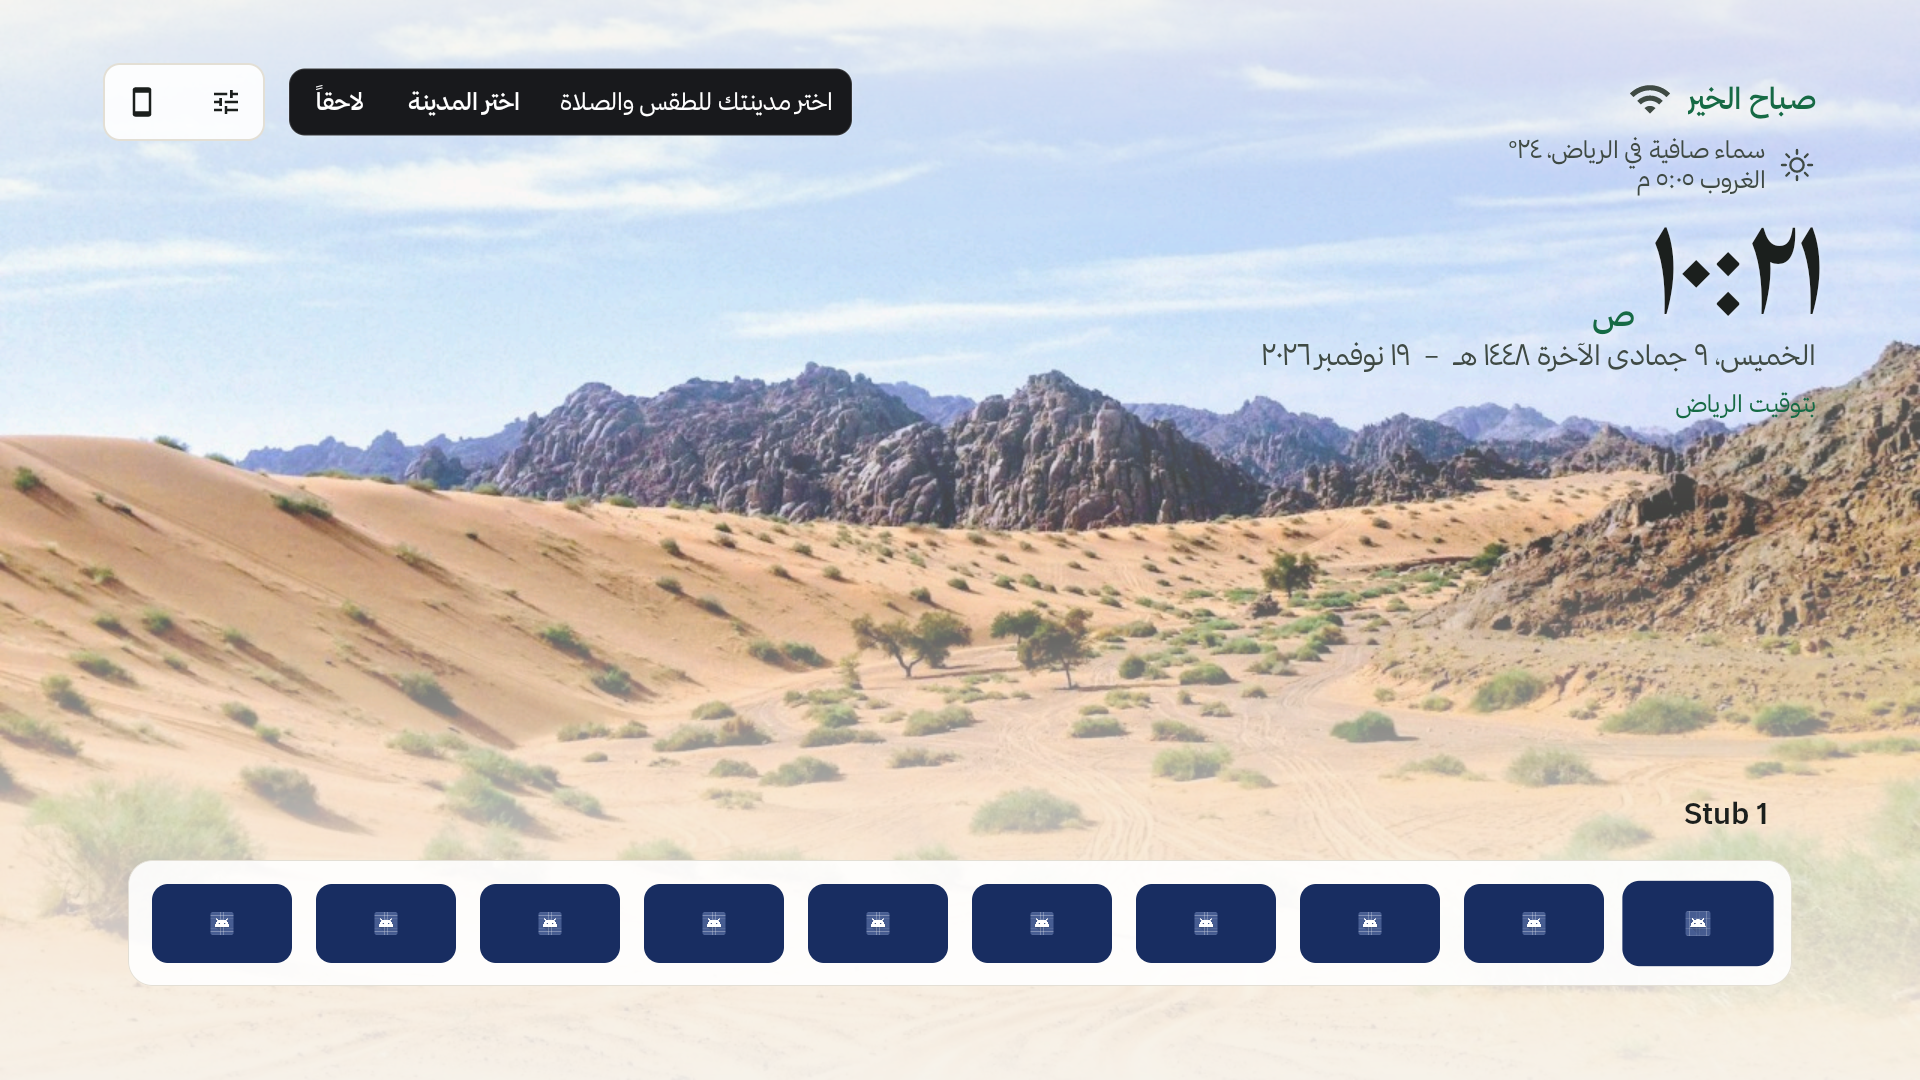 صباح الخير
سماء صافية في الرياض، ٢٤°
الغروب ٥:٠٥ م
١٠:٢١ ص
الخميس، ٩ جمادى الآخرة ١٤٤٨ هـ – ١٩ نوفمبر ٢٠٢٦
بتوقيت الرياض
اختر مدينتك للطقس والصلاة
اختر المدينة
لاحقاً
Stub 1